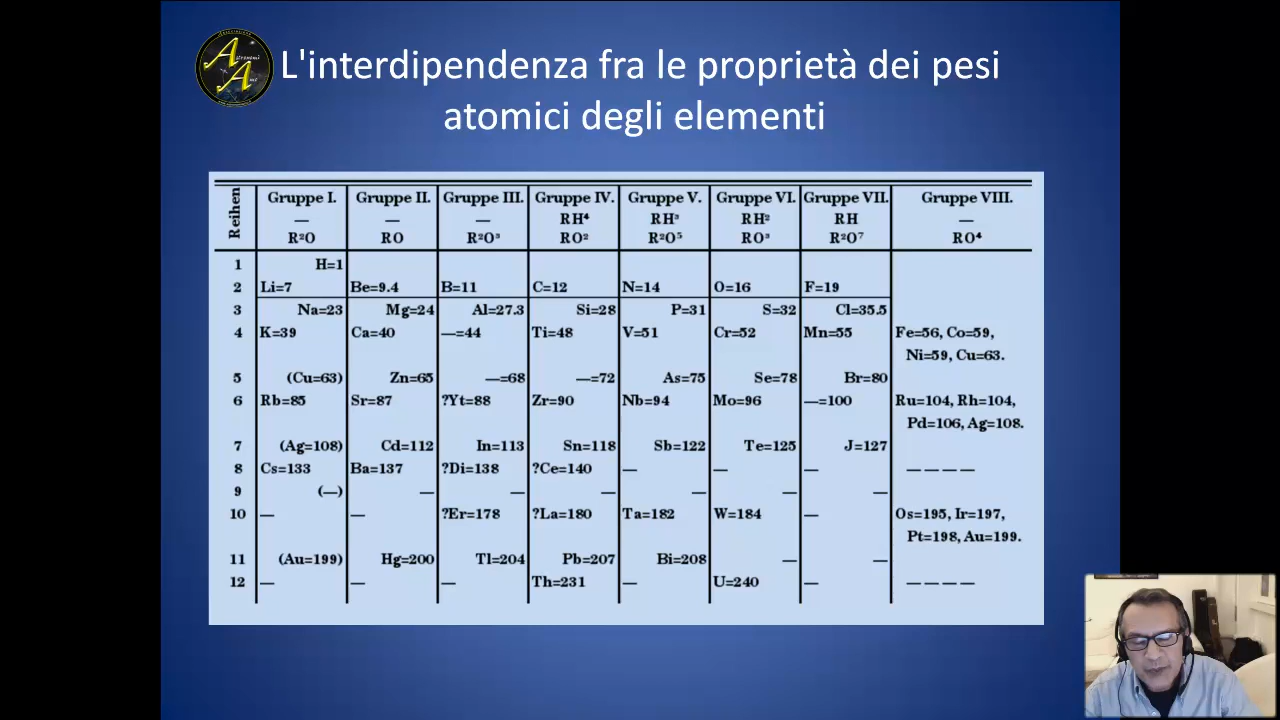 L'interdipendenza fra le proprietà dei pesi
atomici degli elementi
Reihen Gruppe I. Gruppe II. Gruppe III. Gruppe IV. Gruppe V. Gruppe VI. Gruppe VII. Gruppe VIII.
— — — RH⁴ RH³ RH² RH —
R²O RO R²O³ RO² R²O⁵ RO³ R²O⁷ RO⁴
1 H=1
2 Li=7 Be=9.4 B=11 C=12 N=14 O=16 F=19
3 Na=23 Mg=24 Al=27.3 Si=28 P=31 S=32 Cl=35.5
4 K=39 Ca=40 —=44 Ti=48 V=51 Cr=52 Mn=55 Fe=56, Co=59,
Ni=59, Cu=63.
5 (Cu=63) Zn=65 —=68 —=72 As=75 Se=78 Br=80
6 Rb=85 Sr=87 ?Yt=88 Zr=90 Nb=94 Mo=96 —=100 Ru=104, Rh=104,
Pd=106, Ag=108.
7 (Ag=108) Cd=112 In=113 Sn=118 Sb=122 Te=125 J=127
8 Cs=133 Ba=137 ?Di=138 ?Ce=140 — — — — — — —
9 (—) — — — — — —
10 — — ?Er=178 ?La=180 Ta=182 W=184 — Os=195, Ir=197,
Pt=198, Au=199.
11 (Au=199) Hg=200 Tl=204 Pb=207 Bi=208 — —
12 — — — Th=231 — U=240 — — — — —